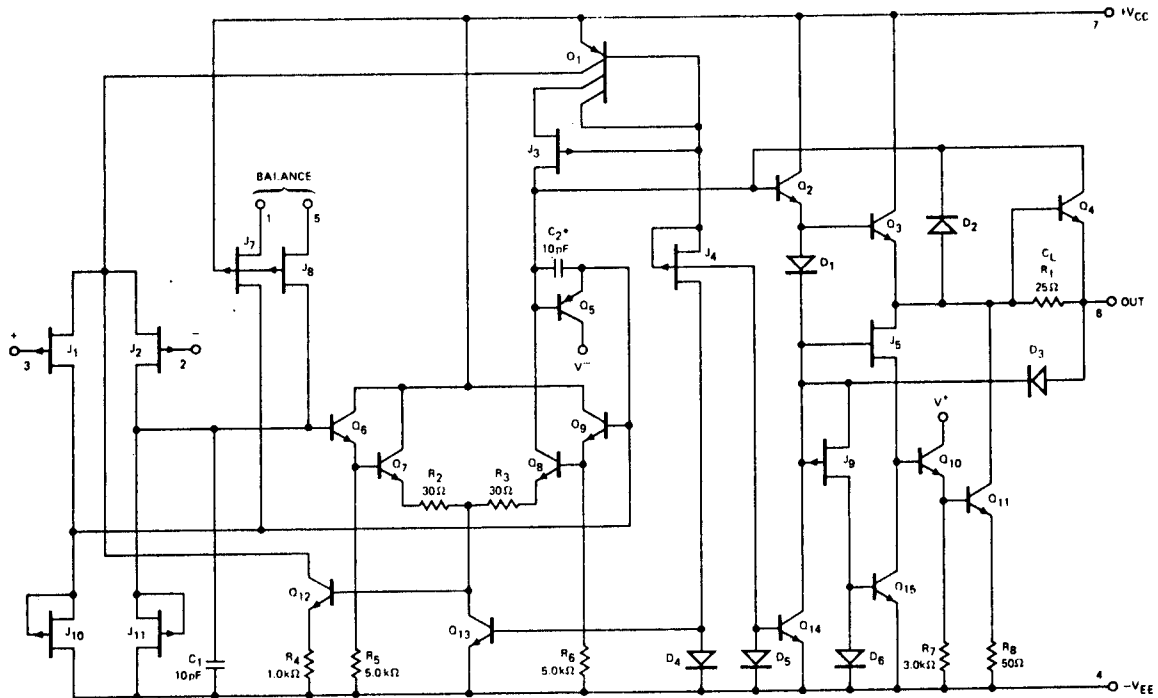 +VCC
7
Q1
J3
BALANCE
1
5
J7
J8
C2*
10pF
J4
Q2
Q3
D2
Q4
D1
CL
R1
25Ω
OUT
6
+
3
J1
J2
−
2
Q5
V−
J5
D3
Q6
Q7
Q8
Q9
R2
30Ω
R3
30Ω
J9
V+
Q10
Q11
Q12
Q13
Q14
Q15
J10
J11
C1
10pF
R4
1.0kΩ
R5
5.0kΩ
R6
5.0kΩ
D4
D5
D6
R7
3.0kΩ
R8
50Ω
4
−VEE